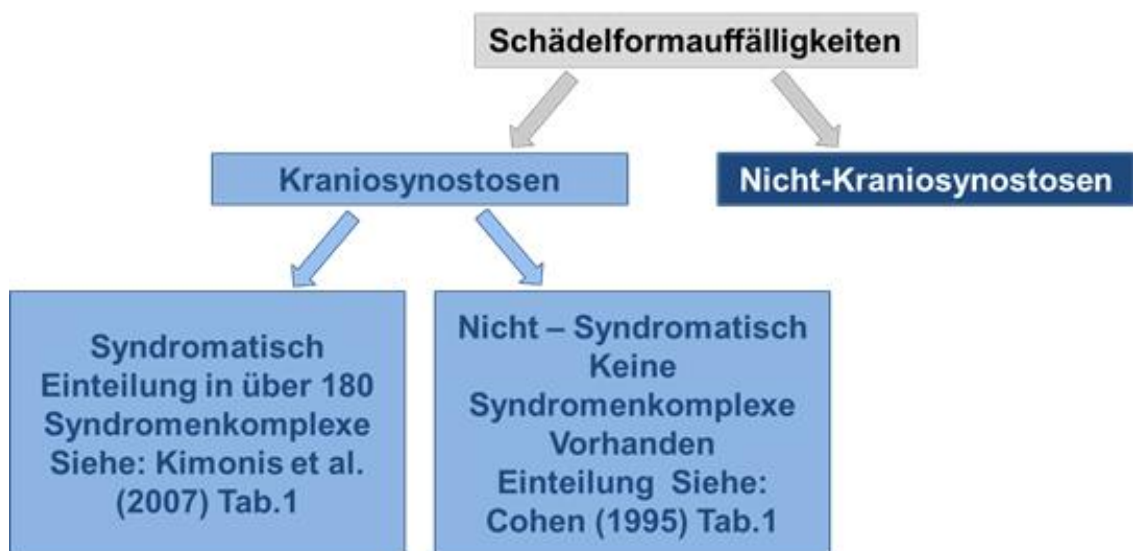 Schädelformauffälligkeiten
Kraniosynostosen
Nicht-Kraniosynostosen
Syndromatisch
Einteilung in über 180
Syndromenkomplexe
Siehe: Kimonis et al.
(2007) Tab.1
Nicht – Syndromatisch
Keine
Syndromenkomplexe
Vorhanden
Einteilung Siehe:
Cohen (1995) Tab.1